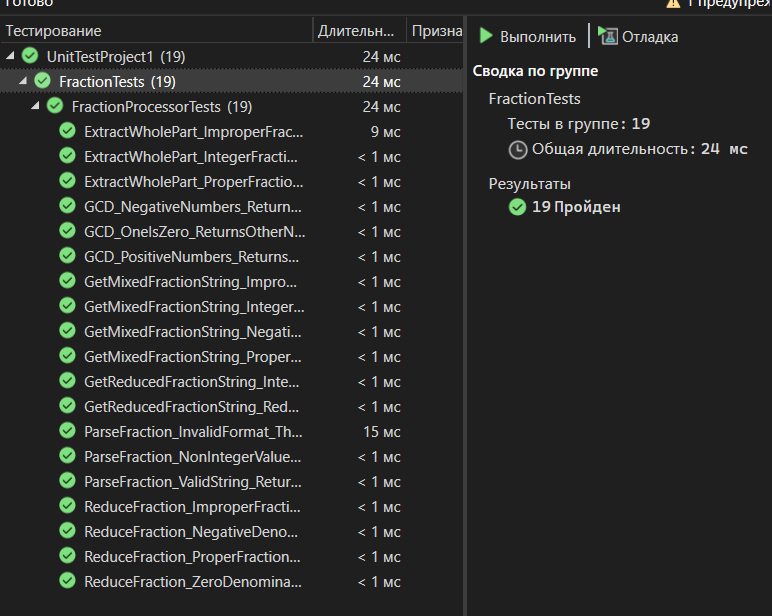 Готово
1 предупреж
Тестирование Длительн... Призна
UnitTestProject1 (19) 24 мс
FractionTests (19) 24 мс
FractionProcessorTests (19) 24 мс
ExtractWholePart_ImproperFrac... 9 мс
ExtractWholePart_IntegerFracti... < 1 мс
ExtractWholePart_ProperFractio... < 1 мс
GCD_NegativeNumbers_Return... < 1 мс
GCD_OneIsZero_ReturnsOtherN... < 1 мс
GCD_PositiveNumbers_Returns... < 1 мс
GetMixedFractionString_Impro... < 1 мс
GetMixedFractionString_Integer... < 1 мс
GetMixedFractionString_Negati... < 1 мс
GetMixedFractionString_Proper... < 1 мс
GetReducedFractionString_Inte... < 1 мс
GetReducedFractionString_Red... < 1 мс
ParseFraction_InvalidFormat_Th... 15 мс
ParseFraction_NonIntegerValue... < 1 мс
ParseFraction_ValidString_Retur... < 1 мс
ReduceFraction_ImproperFracti... < 1 мс
ReduceFraction_NegativeDeno... < 1 мс
ReduceFraction_ProperFraction... < 1 мс
ReduceFraction_ZeroDenomina... < 1 мс
Выполнить Отладка
Сводка по группе
FractionTests
Тесты в группе: 19
Общая длительность: 24 мс
Результаты
19 Пройден